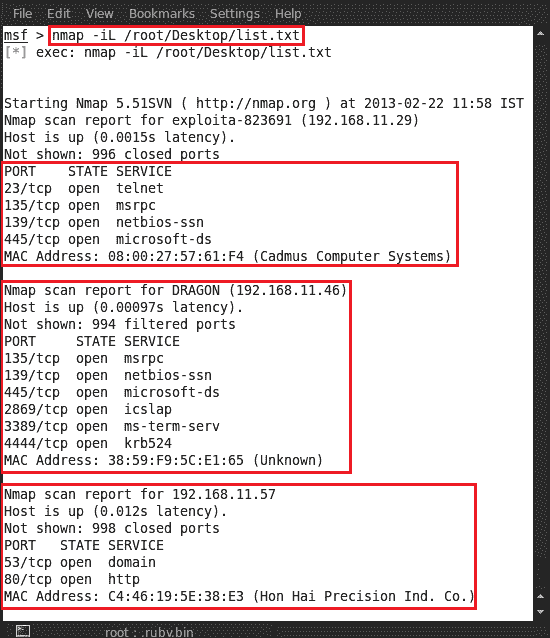 File View Bookmarks Settings Help
msf > nmap -iL /root/Desktop/list.txt
[*] exec: nmap -iL /root/Desktop/list.txt
Starting Nmap 5.51SVN ( http://nmap.org ) at 2013-02-22 11:58 IST
Nmap scan report for exploita-823691 (192.168.11.29)
Host is up (0.0015s latency).
Not shown: 996 closed ports
PORT STATE SERVICE
23/tcp open telnet
135/tcp open msrpc
139/tcp open netbios-ssn
445/tcp open microsoft-ds
MAC Address: 08:00:27:57:61:F4 (Cadmus Computer Systems)
Nmap scan report for DRAGON (192.168.11.46)
Host is up (0.00097s latency).
Not shown: 994 filtered ports
PORT STATE SERVICE
135/tcp open msrpc
139/tcp open netbios-ssn
445/tcp open microsoft-ds
2869/tcp open icslap
3389/tcp open ms-term-serv
4444/tcp open krb524
MAC Address: 38:59:F9:5C:E1:65 (Unknown)
Nmap scan report for 192.168.11.57
Host is up (0.012s latency).
Not shown: 998 closed ports
PORT STATE SERVICE
53/tcp open domain
80/tcp open http
MAC Address: C4:46:19:5E:38:E3 (Hon Hai Precision Ind. Co.)
root : .ruby.bin